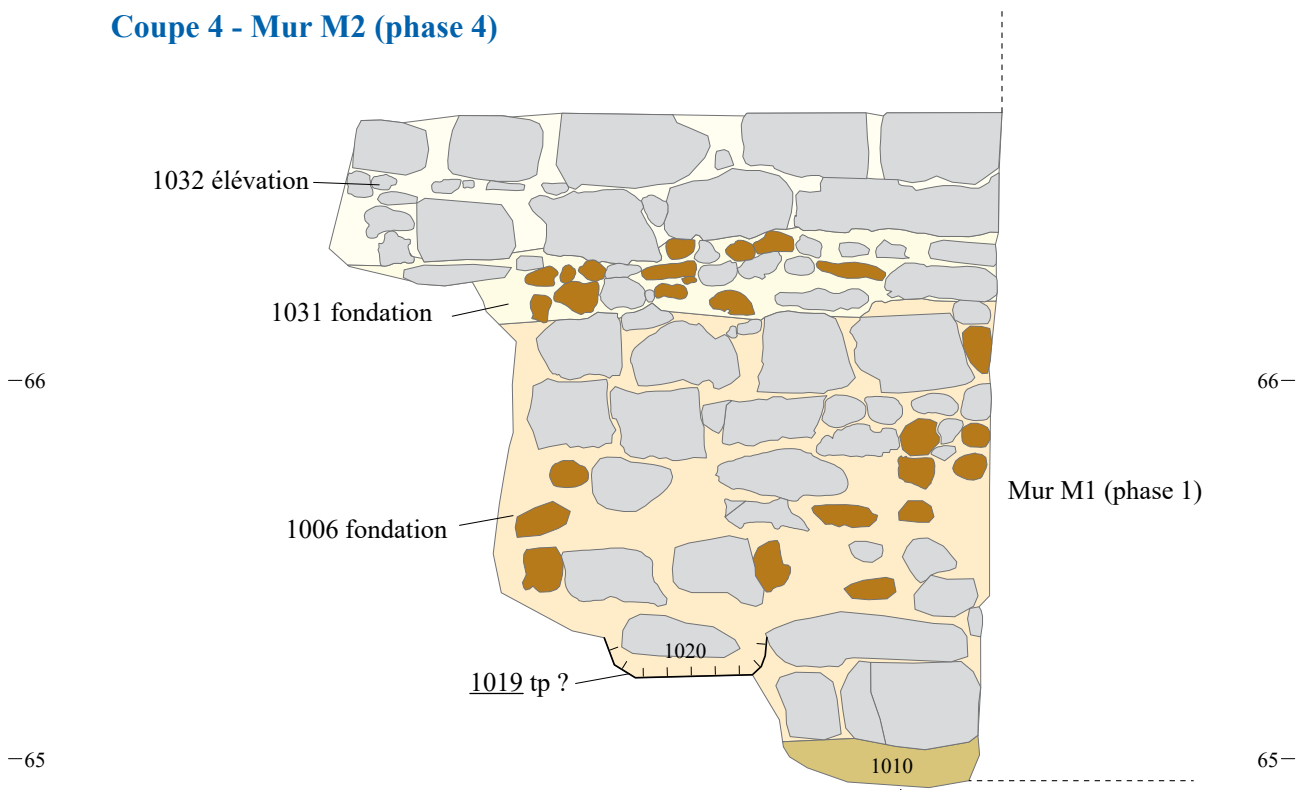 Coupe 4 - Mur M2 (phase 4)
1032 élévation
1031 fondation
66
66
Mur M1 (phase 1)
1006 fondation
1020
1019 tp ?
65
1010
65